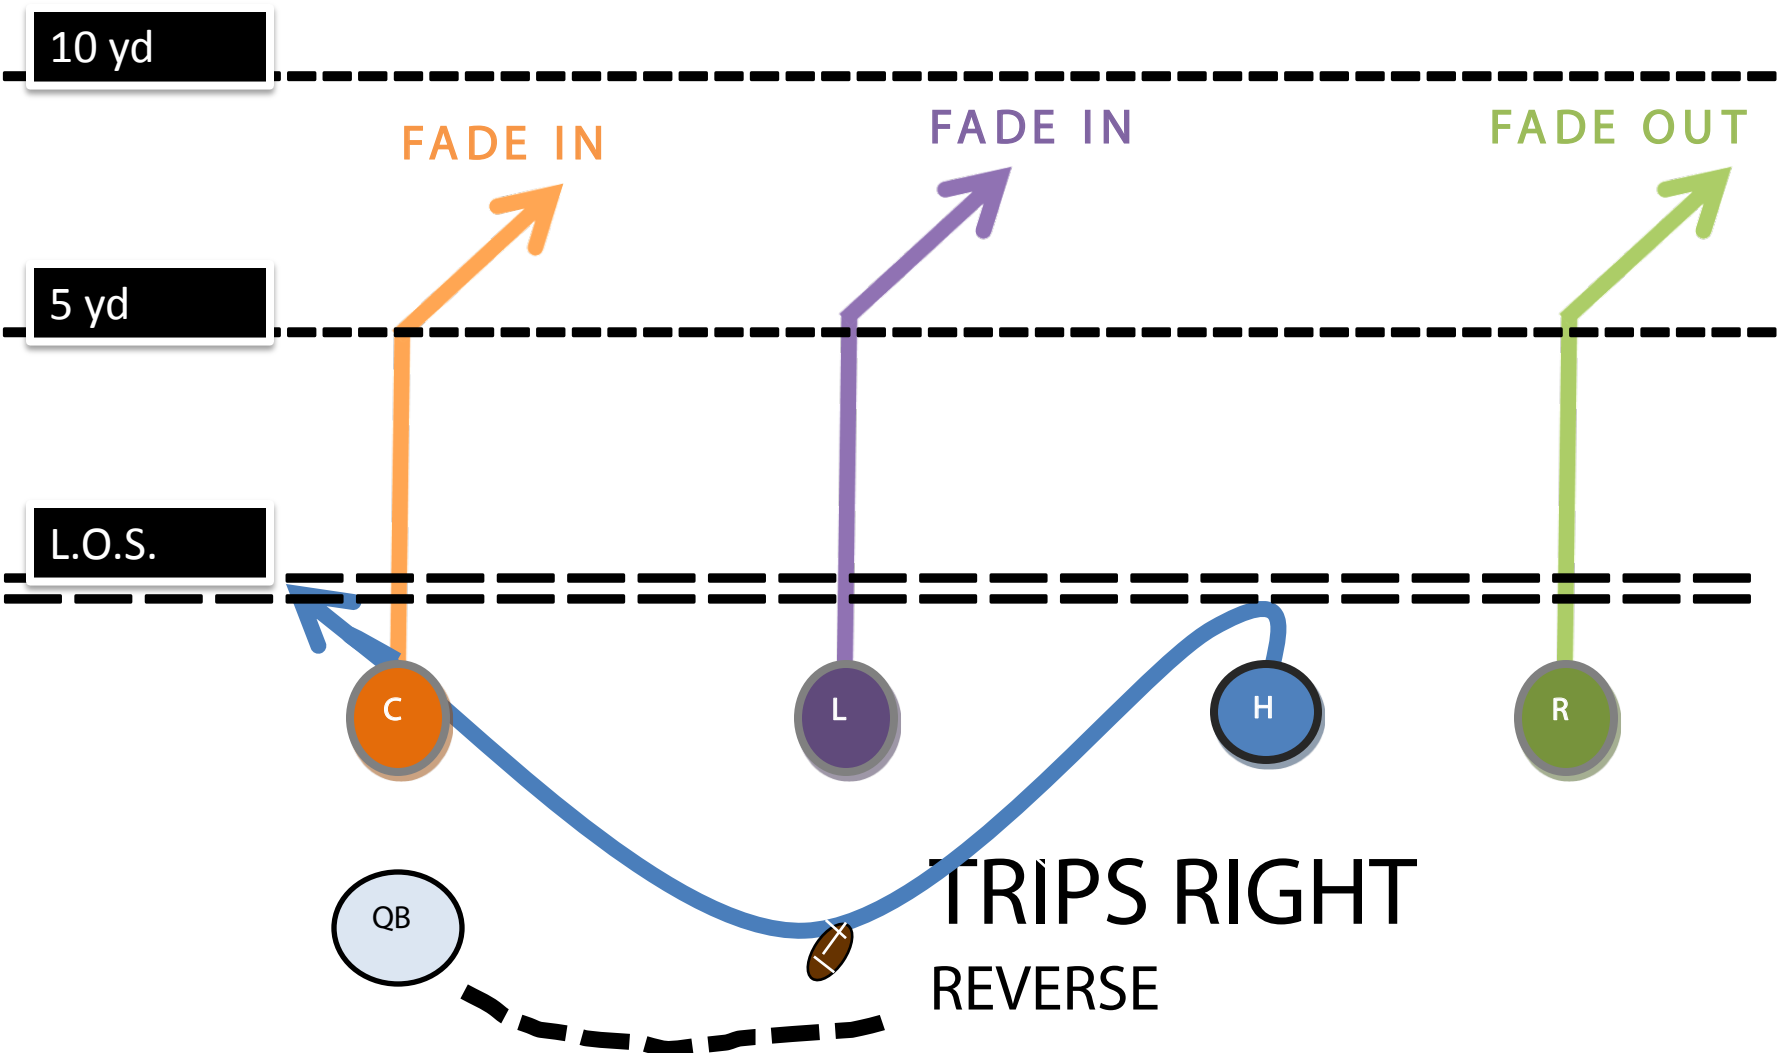 10 yd
FADE IN
FADE IN
FADE OUT
5 yd
L.O.S.
C
L
H
R
QB
TRIPS RIGHT
REVERSE